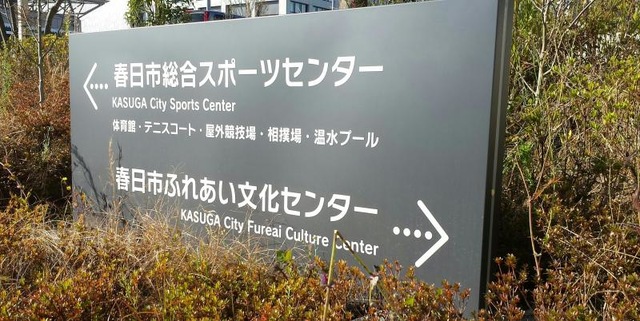 春日市総合スポーツセンター
KASUGA City Sports Center
体育館・テニスコート・屋外競技場・相撲場・温水プール
春日市ふれあい文化センター
KASUGA City Fureai Culture Center